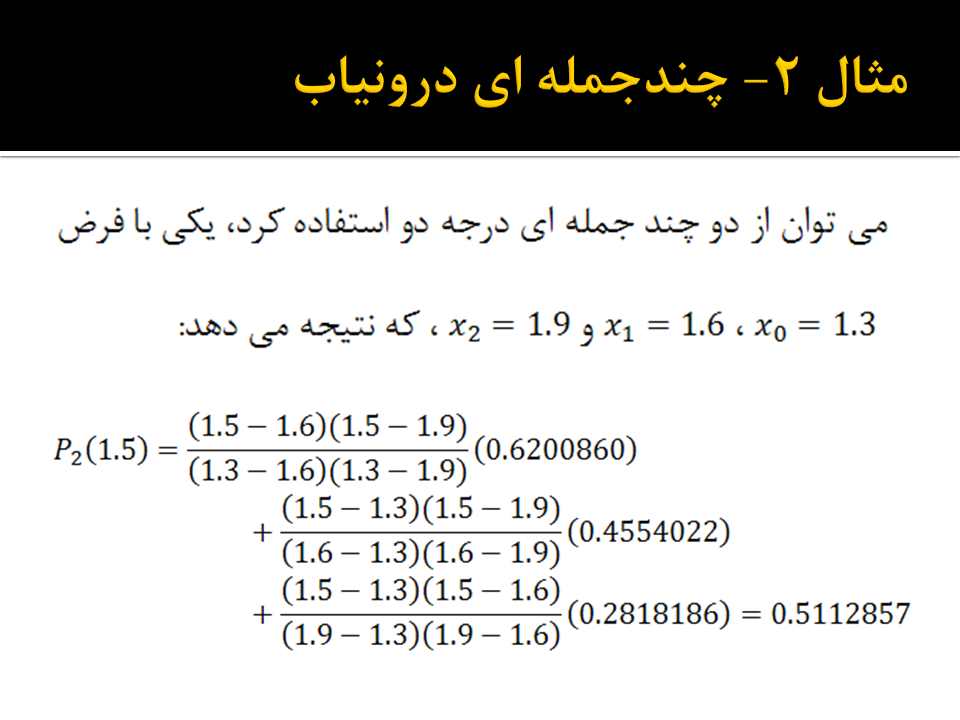 مثال ۲- چندجمله ای درونیاب
می توان از دو چند جمله ای درجه دو استفاده کرد، یکی با فرض
x₀ = 1.3 ، x₁ = 1.6 و x₂ = 1.9 ، که نتیجه می دهد:
P₂(1.5) = \frac{(1.5 − 1.6)(1.5 − 1.9)}{(1.3 − 1.6)(1.3 − 1.9)}(0.6200860)
+ \frac{(1.5 − 1.3)(1.5 − 1.9)}{(1.6 − 1.3)(1.6 − 1.9)}(0.4554022)
+ \frac{(1.5 − 1.3)(1.5 − 1.6)}{(1.9 − 1.3)(1.9 − 1.6)}(0.2818186) = 0.5112857